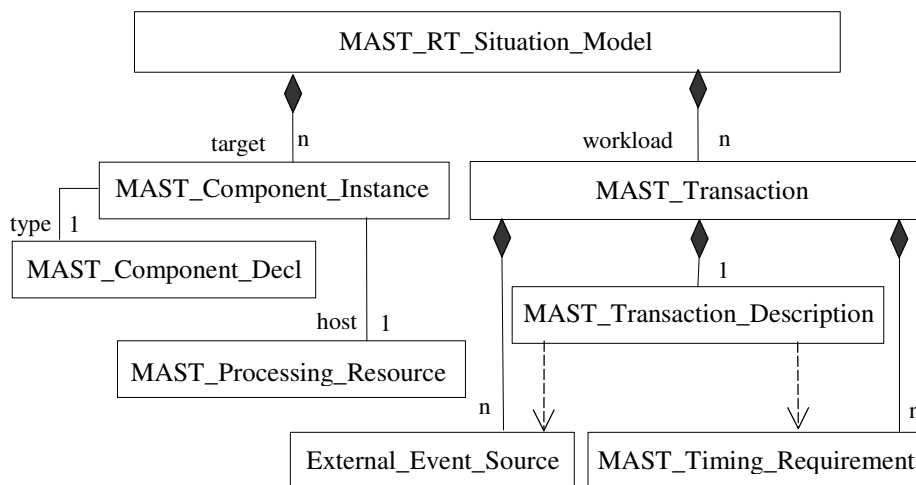 MAST_RT_Situation_Model
target n
workload n
MAST_Component_Instance
MAST_Transaction
type 1
MAST_Component_Decl
1
MAST_Transaction_Description
host 1
MAST_Processing_Resource
n
n
External_Event_Source
MAST_Timing_Requirement